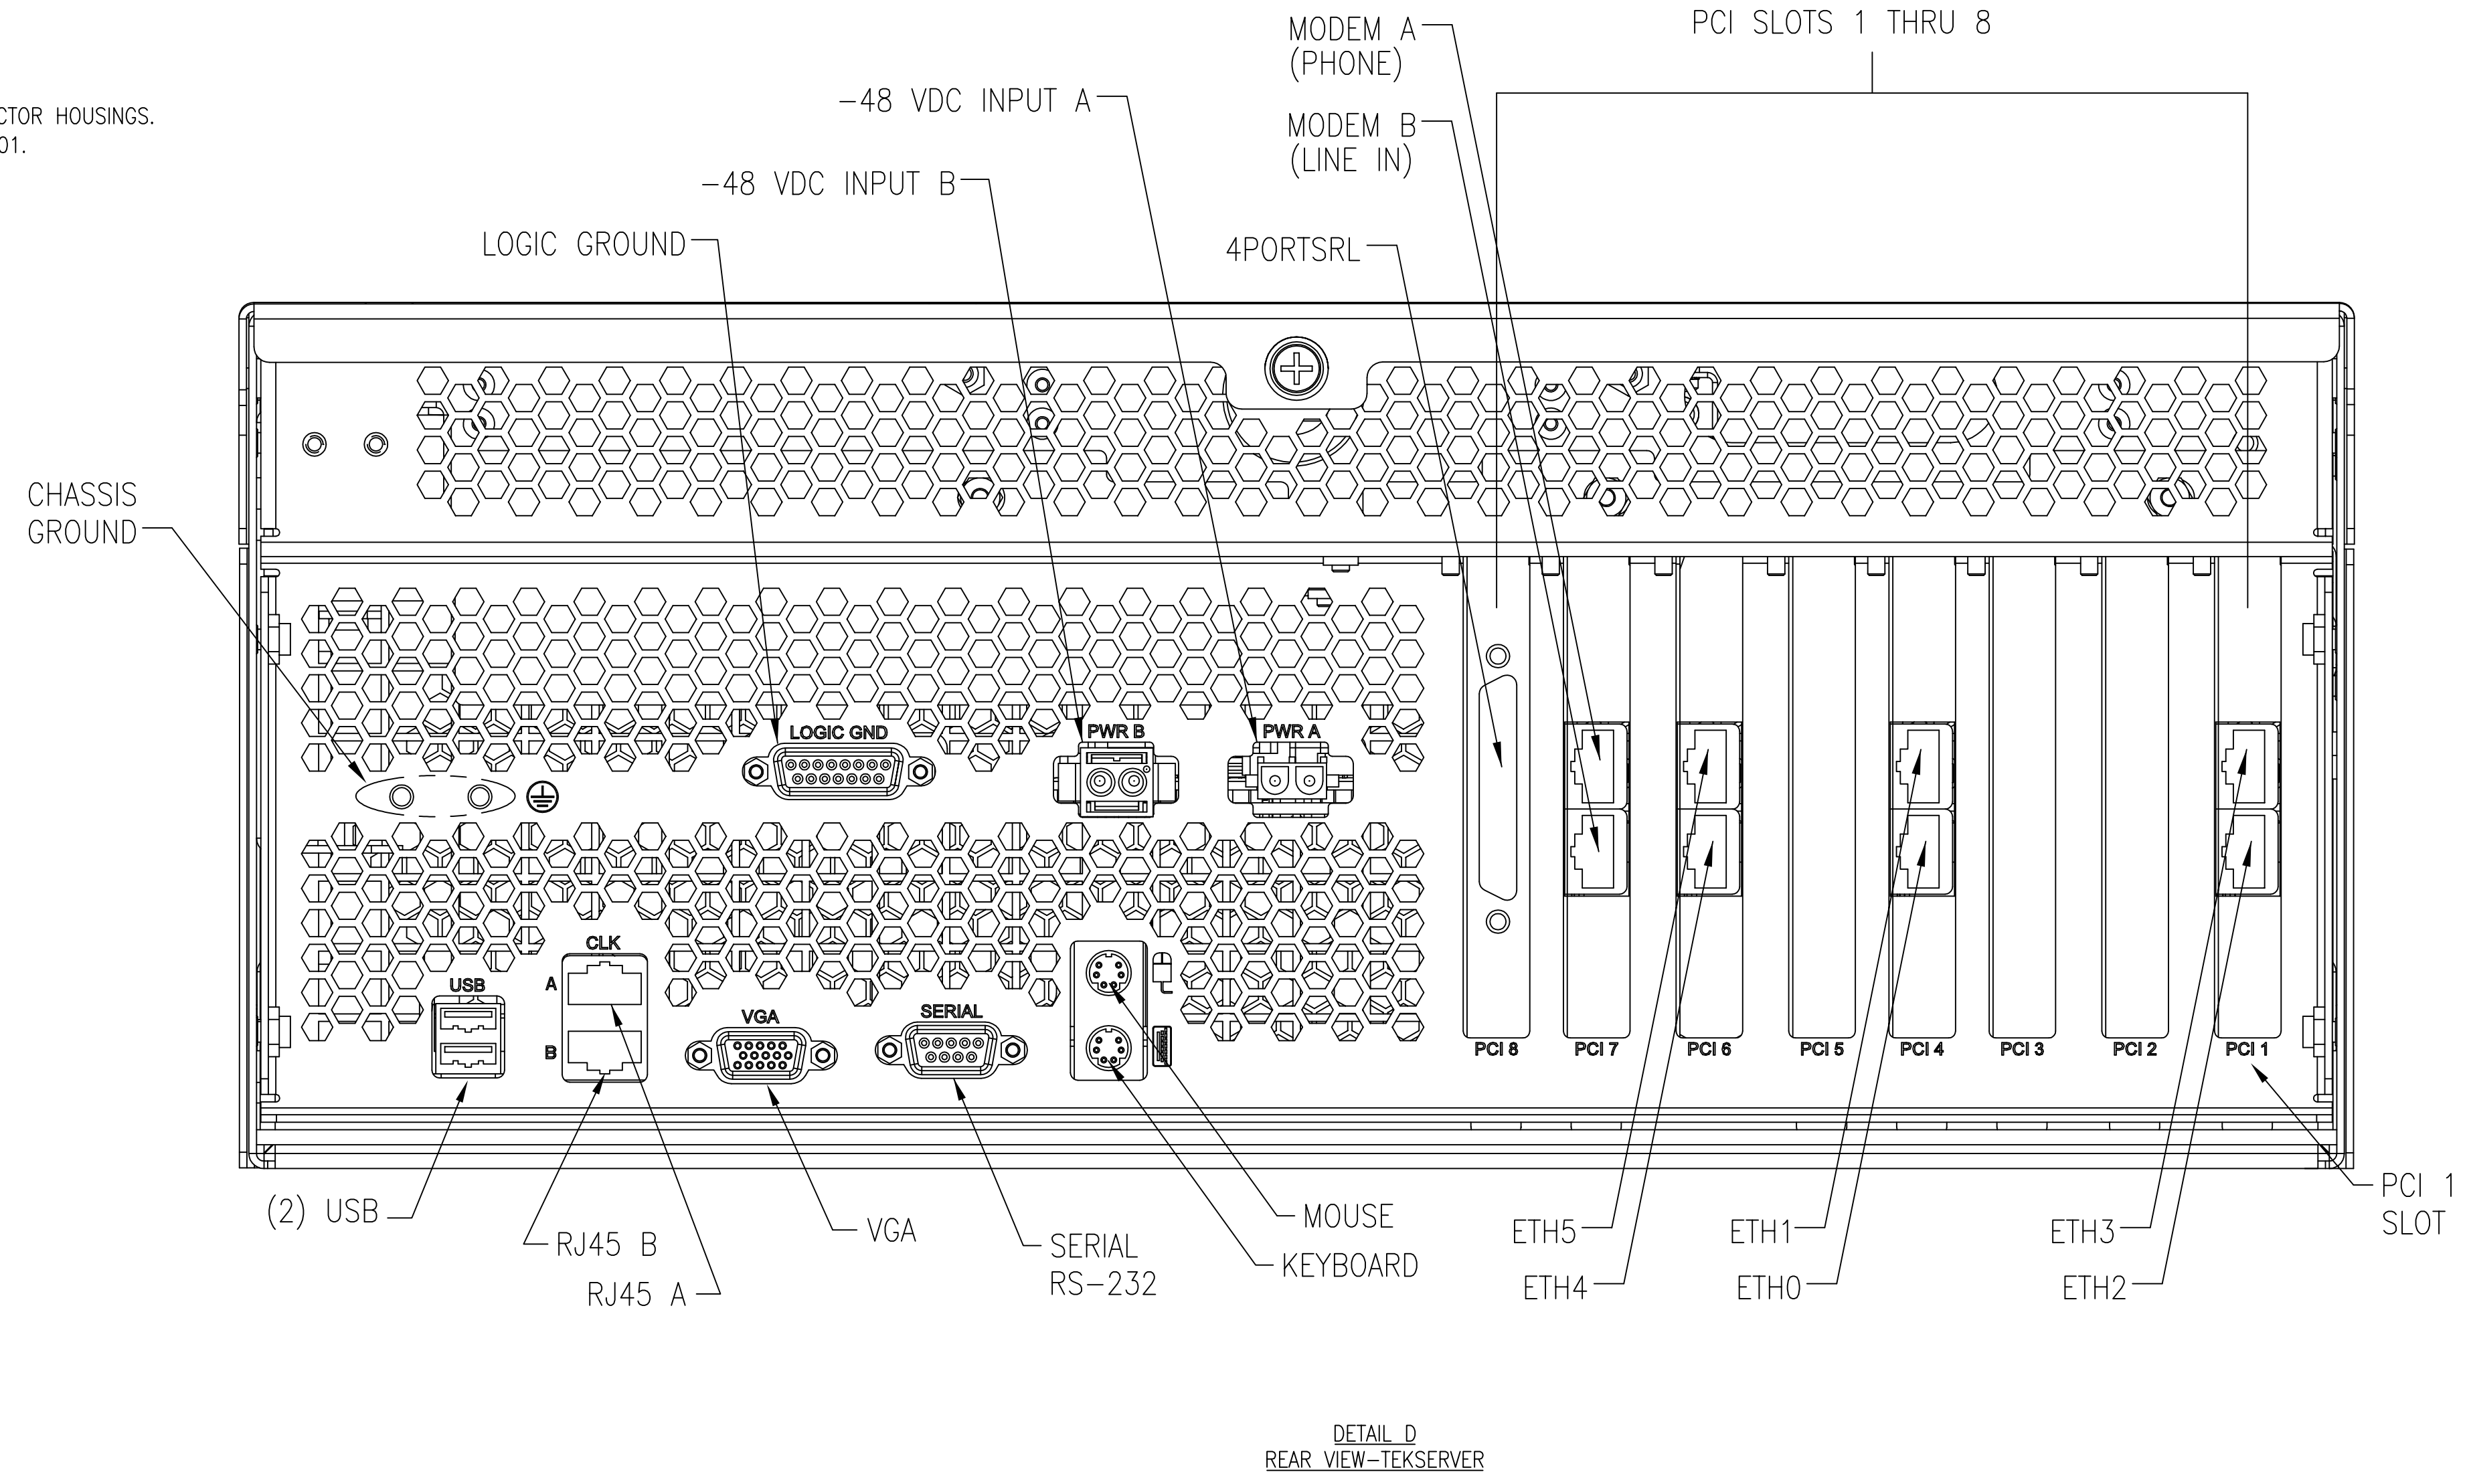 PCI SLOTS 1 THRU 8
MODEM A
(PHONE)
-48 VDC INPUT A
CTOR HOUSINGS.
01.
MODEM B
(LINE IN)
-48 VDC INPUT B
LOGIC GROUND
4PORTSRL
CHASSIS
GROUND
LOGIC GND
PWR B
PWR A
CLK
A
USB
B
VGA
SERIAL
PCI 8
PCI 7
PCI 6
PCI 5
PCI 4
PCI 3
PCI 2
PCI 1
(2) USB
RJ45 B
RJ45 A
VGA
SERIAL
RS-232
MOUSE
KEYBOARD
ETH5
ETH4
ETH1
ETH0
ETH3
ETH2
PCI 1
SLOT
DETAIL D
REAR VIEW-TEKSERVER